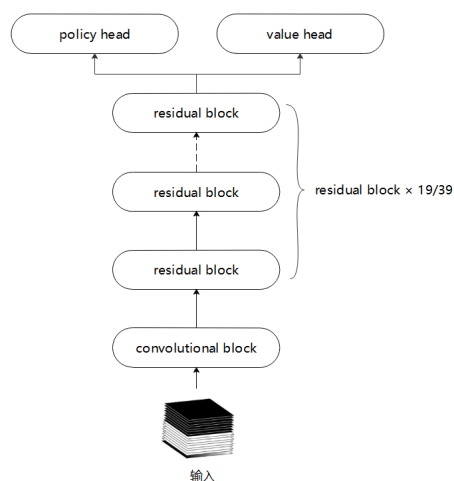 policy head
value head
residual block
residual block
residual block × 19/39
residual block
convolutional block
输入